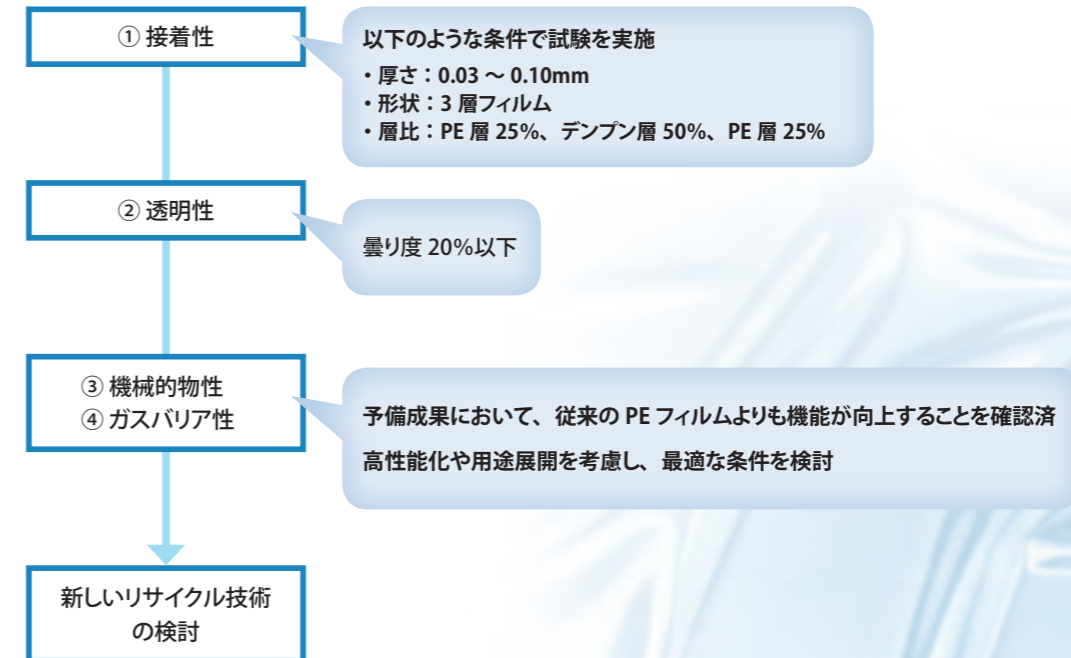 ① 接着性
以下のような条件で試験を実施
・厚さ：0.03 ～ 0.10mm
・形状：3 層フィルム
・層比：PE 層 25%、デンプン層 50%、PE 層 25%
② 透明性
曇り度 20%以下
③ 機械的物性
④ ガスバリア性
予備成果において、従来の PE フィルムよりも機能が向上することを確認済
高性能化や用途展開を考慮し、最適な条件を検討
新しいリサイクル技術
の検討